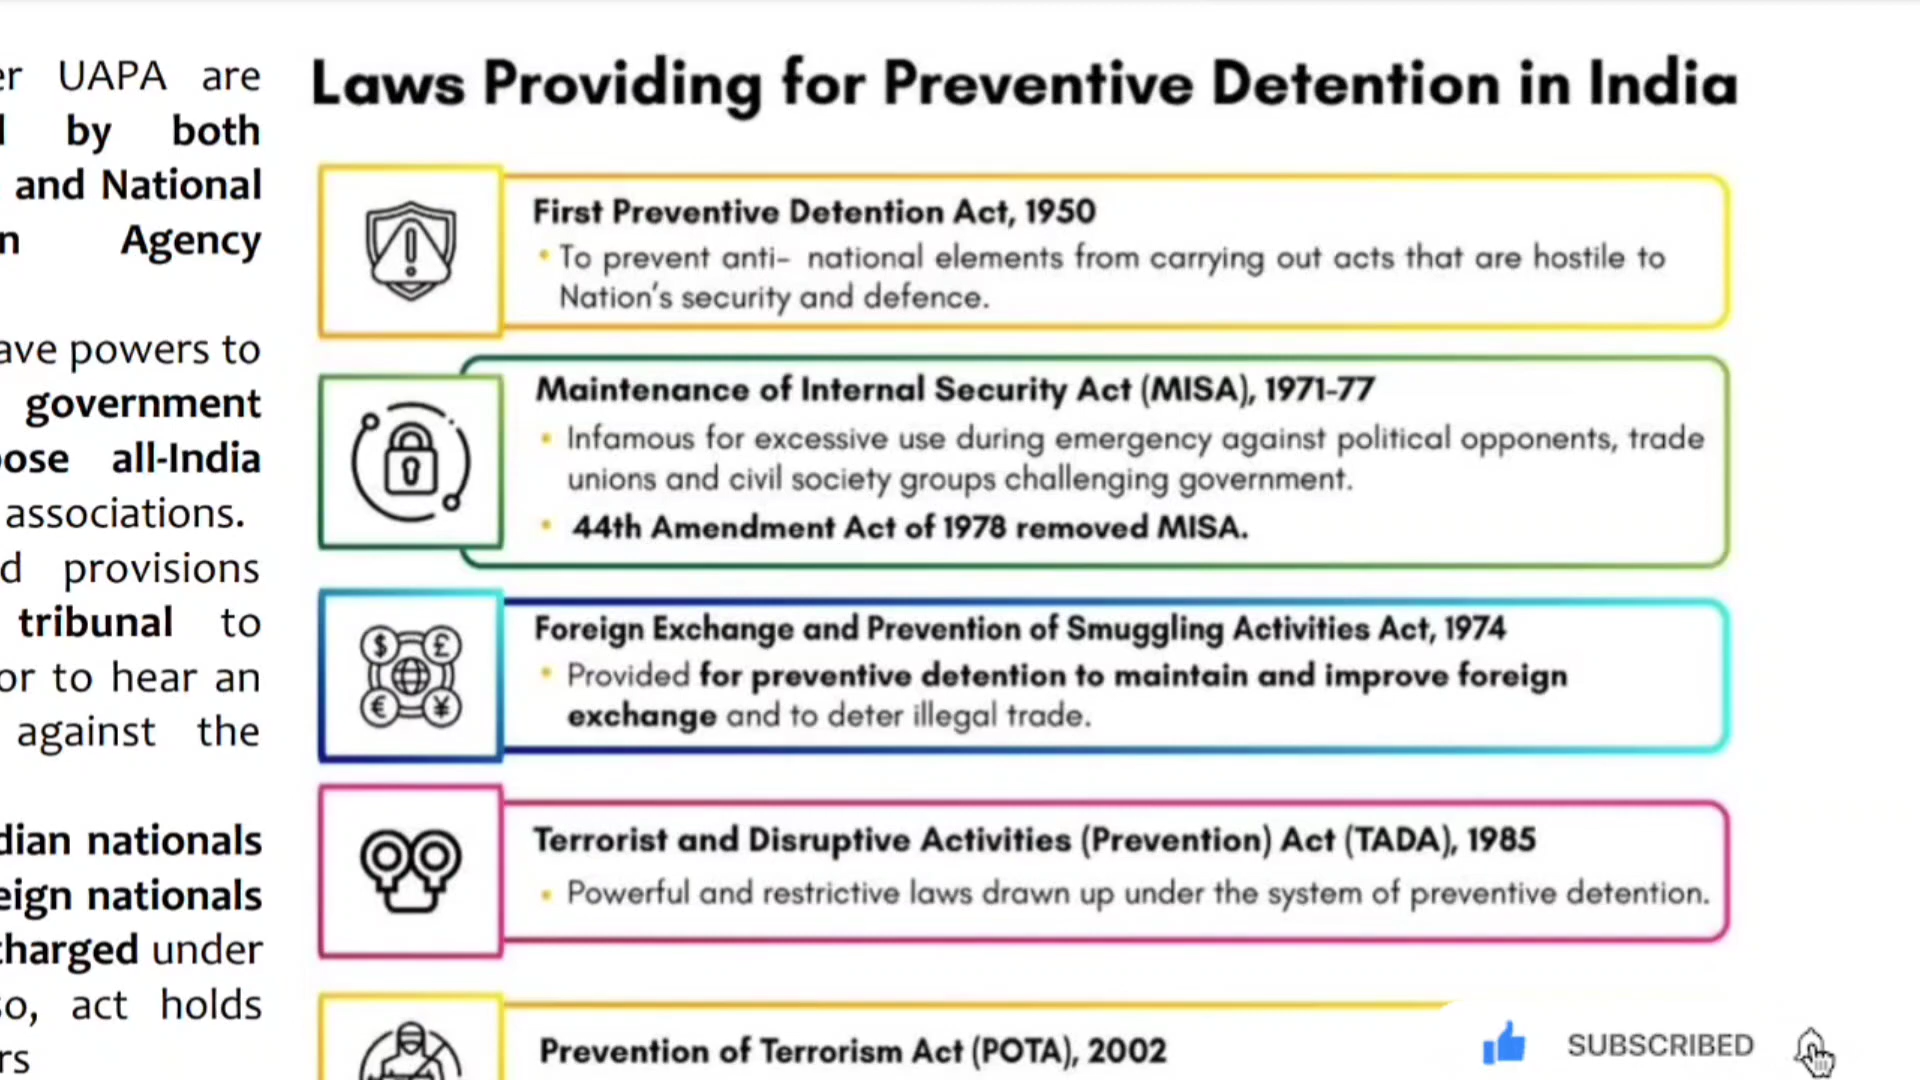 er UAPA are
by both
and National
n Agency
ave powers to
government
ose all-India
associations.
d provisions
tribunal to
or to hear an
against the
dian nationals
eign nationals
charged under
so, act holds
rs
Laws Providing for Preventive Detention in India
First Preventive Detention Act, 1950
• To prevent anti- national elements from carrying out acts that are hostile to
Nation's security and defence.
Maintenance of Internal Security Act (MISA), 1971-77
• Infamous for excessive use during emergency against political opponents, trade
unions and civil society groups challenging government.
• 44th Amendment Act of 1978 removed MISA.
$ £
€ ¥
Foreign Exchange and Prevention of Smuggling Activities Act, 1974
• Provided for preventive detention to maintain and improve foreign
exchange and to deter illegal trade.
Terrorist and Disruptive Activities (Prevention) Act (TADA), 1985
• Powerful and restrictive laws drawn up under the system of preventive detention.
Prevention of Terrorism Act (POTA), 2002
SUBSCRIBED